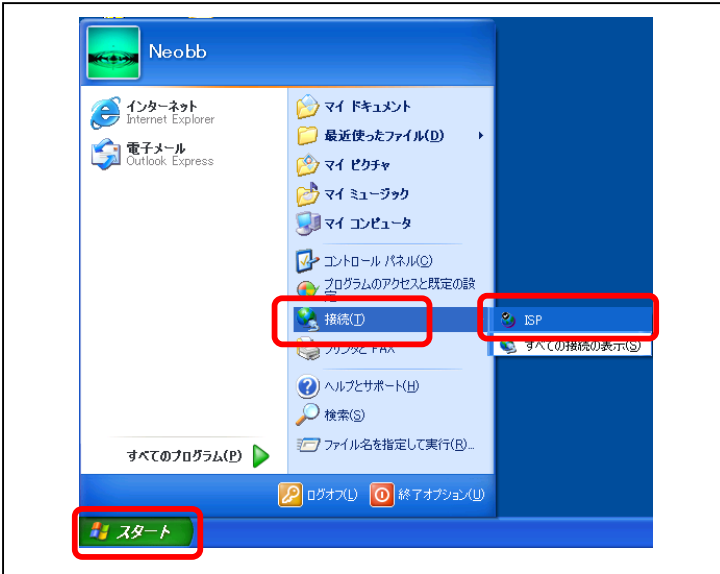 Neobb
インターネット
Internet Explorer
電子メール
Outlook Express
すべてのプログラム(P)
マイ ドキュメント
最近使ったファイル(D)
マイ ピクチャ
マイ ミュージック
マイ コンピュータ
コントロール パネル(C)
プログラムのアクセスと既定の設
定
接続(T)
プリンタと FAX
ヘルプとサポート(H)
検索(S)
ファイル名を指定して実行(R)...
ISP
すべての接続の表示(S)
ログオフ(L)
終了オプション(U)
スタート